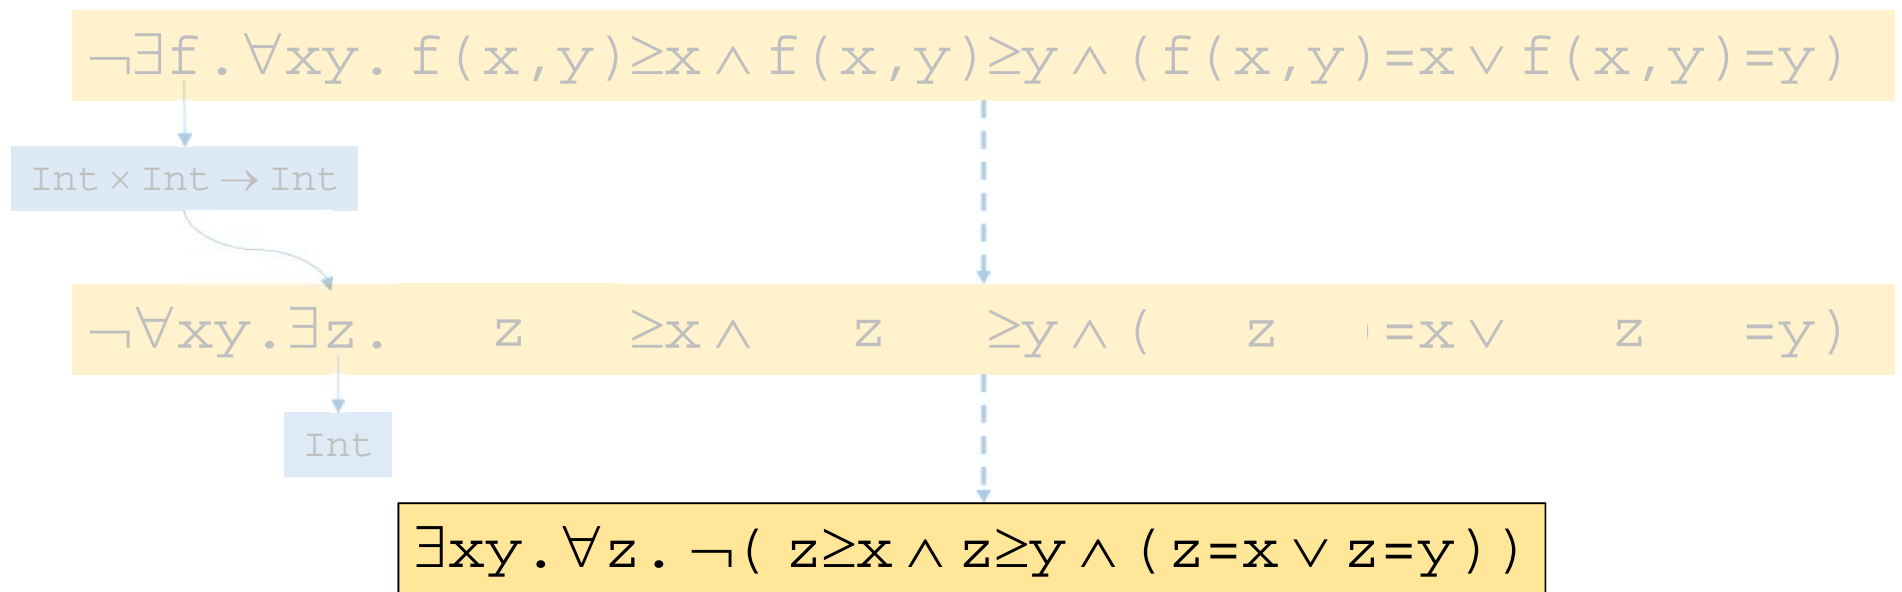 ¬∃f.∀xy. f(x,y)≥x ∧ f(x,y)≥y ∧ (f(x,y)=x ∨ f(x,y)=y)
Int × Int → Int
¬∀xy.∃z. z ≥x ∧ z ≥y ∧ ( z =x ∨ z =y)
Int
∃xy.∀z.¬( z≥x ∧ z≥y ∧ (z=x ∨ z=y))